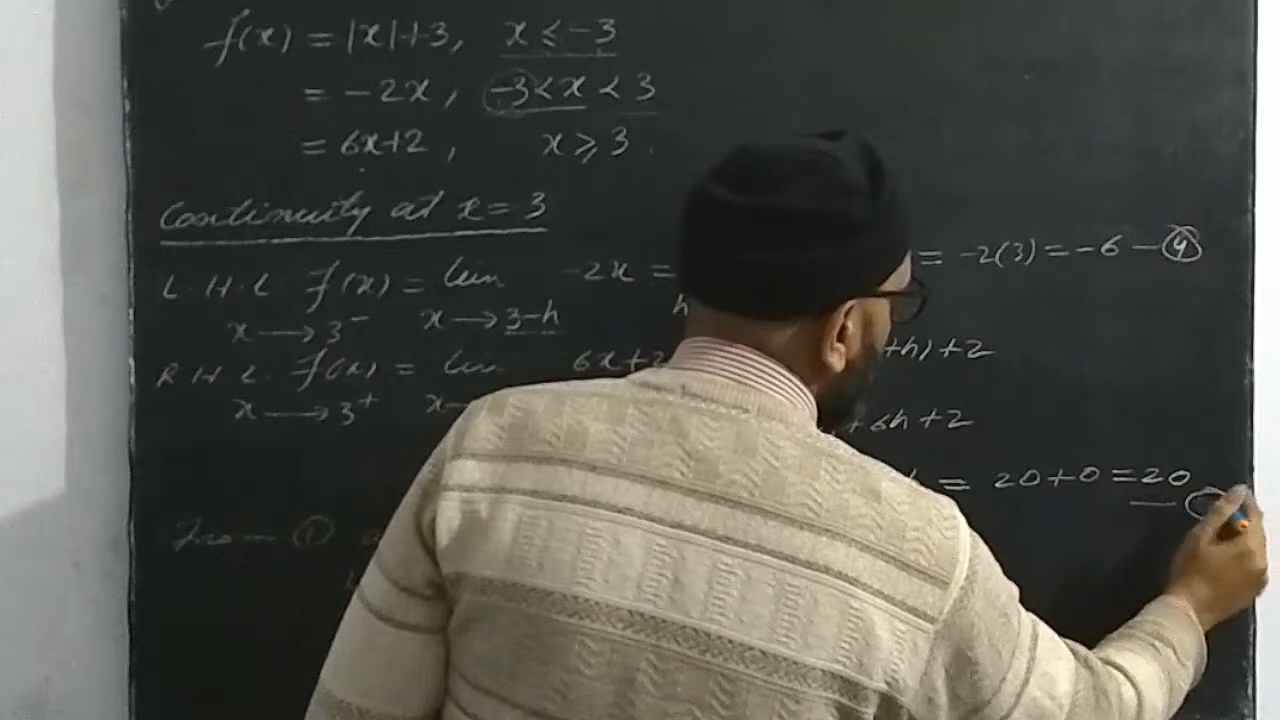 f(x) = |x|+3, x ≤ -3
= -2x, -3 < x < 3
= 6x+2, x ≥ 3.
Continuity at x = 3
L.H.L f(x) = lim -2x = = -2(3) = -6 — ④
x → 3⁻ x → 3-h h
R.H.L. f(x) = lim 6x+2 +h)+2
x → 3⁺ x
+6h+2
= 20+0 = 20
From ①